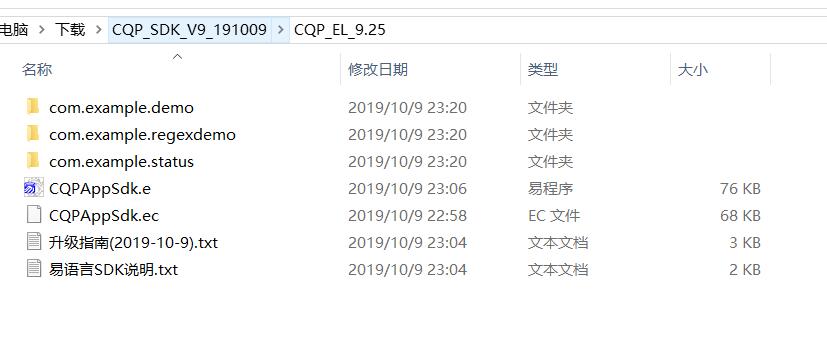 电脑 下载 CQP_SDK_V9_191009 CQP_EL_9.25
名称 修改日期 类型 大小
com.example.demo 2019/10/9 23:20 文件夹
com.example.regexdemo 2019/10/9 23:20 文件夹
com.example.status 2019/10/9 23:20 文件夹
CQPAppSdk.e 2019/10/9 23:06 易程序 76 KB
CQPAppSdk.ec 2019/10/9 22:58 EC 文件 68 KB
升级指南(2019-10-9).txt 2019/10/9 23:04 文本文档 3 KB
易语言SDK说明.txt 2019/10/9 23:04 文本文档 2 KB